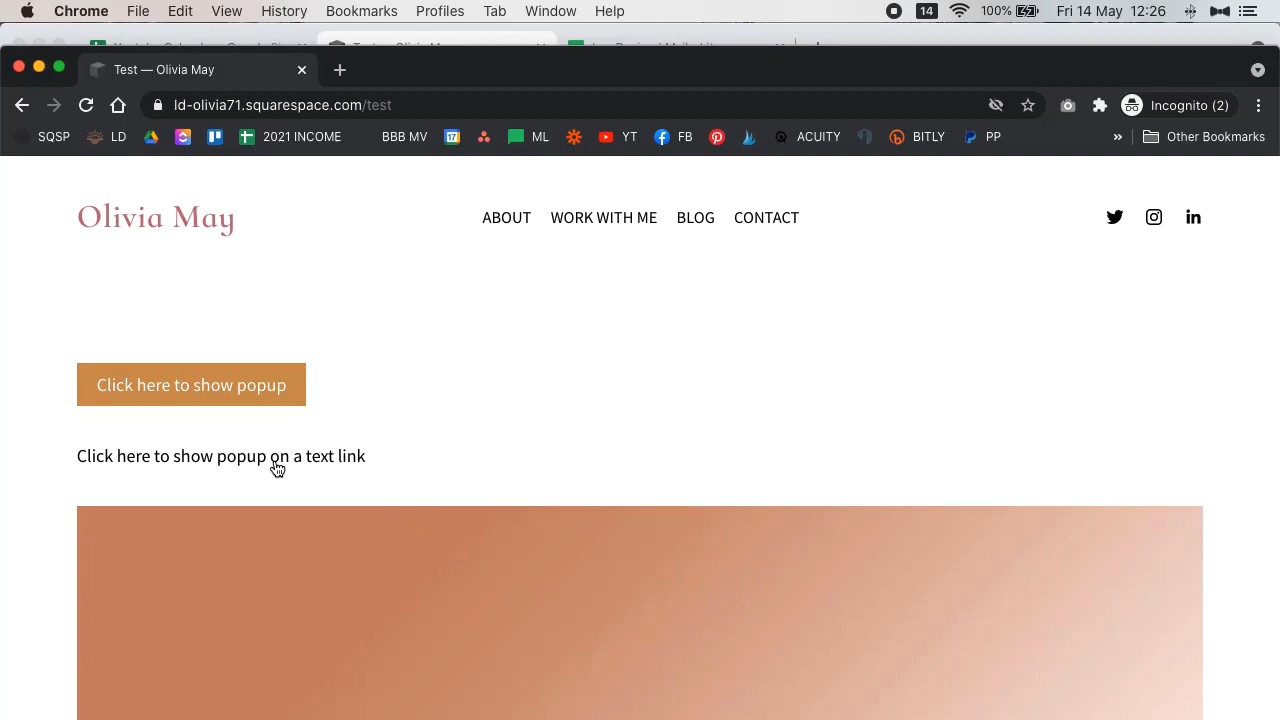 Chrome File Edit View History Bookmarks Profiles Tab Window Help 14 100% Fri 14 May 12:26
Test — Olivia May
ld-olivia71.squarespace.com/test Incognito (2)
SQSP LD 2021 INCOME BBB MV 17 ML YT FB ACUITY BITLY PP » Other Bookmarks
Olivia May ABOUT WORK WITH ME BLOG CONTACT
Click here to show popup
Click here to show popup on a text link